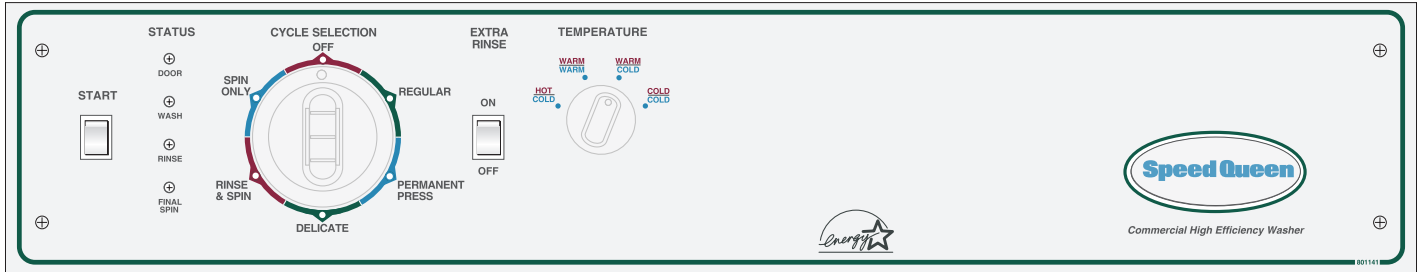 STATUS
DOOR
WASH
RINSE
FINAL
SPIN
START
CYCLE SELECTION
OFF
SPIN
ONLY
REGULAR
RINSE
& SPIN
PERMANENT
PRESS
DELICATE
EXTRA
RINSE
ON
OFF
TEMPERATURE
HOT
COLD
WARM
WARM
WARM
COLD
COLD
COLD
energy
Speed Queen
Commercial High Efficiency Washer
801141